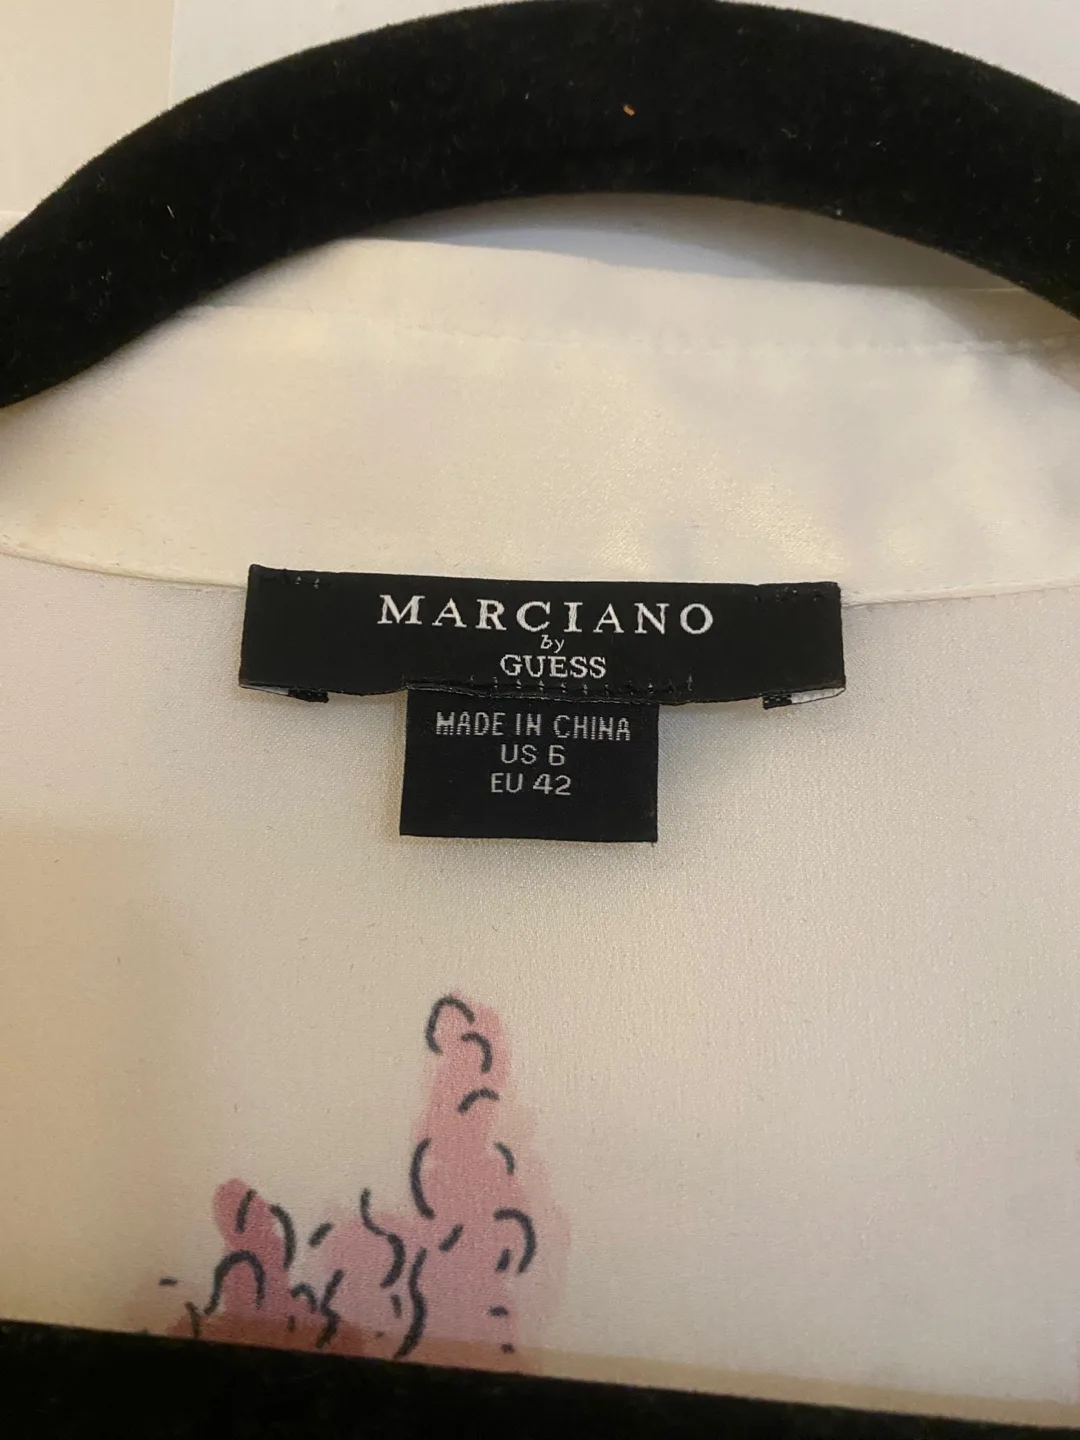 MARCIANO
by
GUESS
MADE IN CHINA
US 6
EU 42